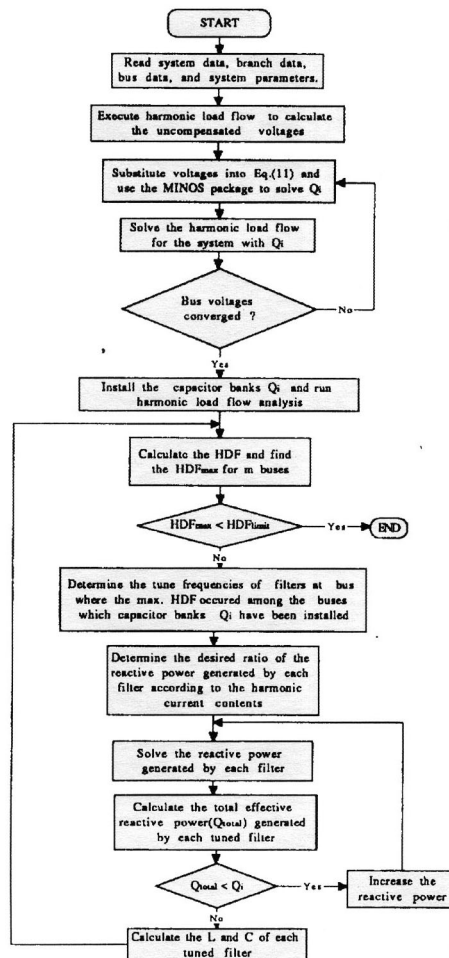 START
Read system data, branch data,
bus data, and system parameters.
Execute harmonic load flow to calculate
the uncompensated voltages
Substitute voltages into Eq.(11) and
use the MINOS package to solve Qi
Solve the harmonic load flow
for the system with Qi
Bus voltages
converged ?
No
Yes
Install the capacitor banks Qi and run
harmonic load flow analysis
Calculate the HDF and find
the HDFmax for m buses
HDFmax < HDFlimit
Yes
END
No
Determine the tune frequencies of filters at bus
where the max. HDF occured among the buses
which capacitor banks Qi have been installed
Determine the desired ratio of the
reactive power generated by each
filter according to the harmonic
current contents
Solve the reactive power
generated by each filter
Calculate the total effective
reactive power(Qtotal) generated
by each tuned filter
Qtotal < Qi
Yes
Increase the
reactive power
No
Calculate the L and C of each
tuned filter